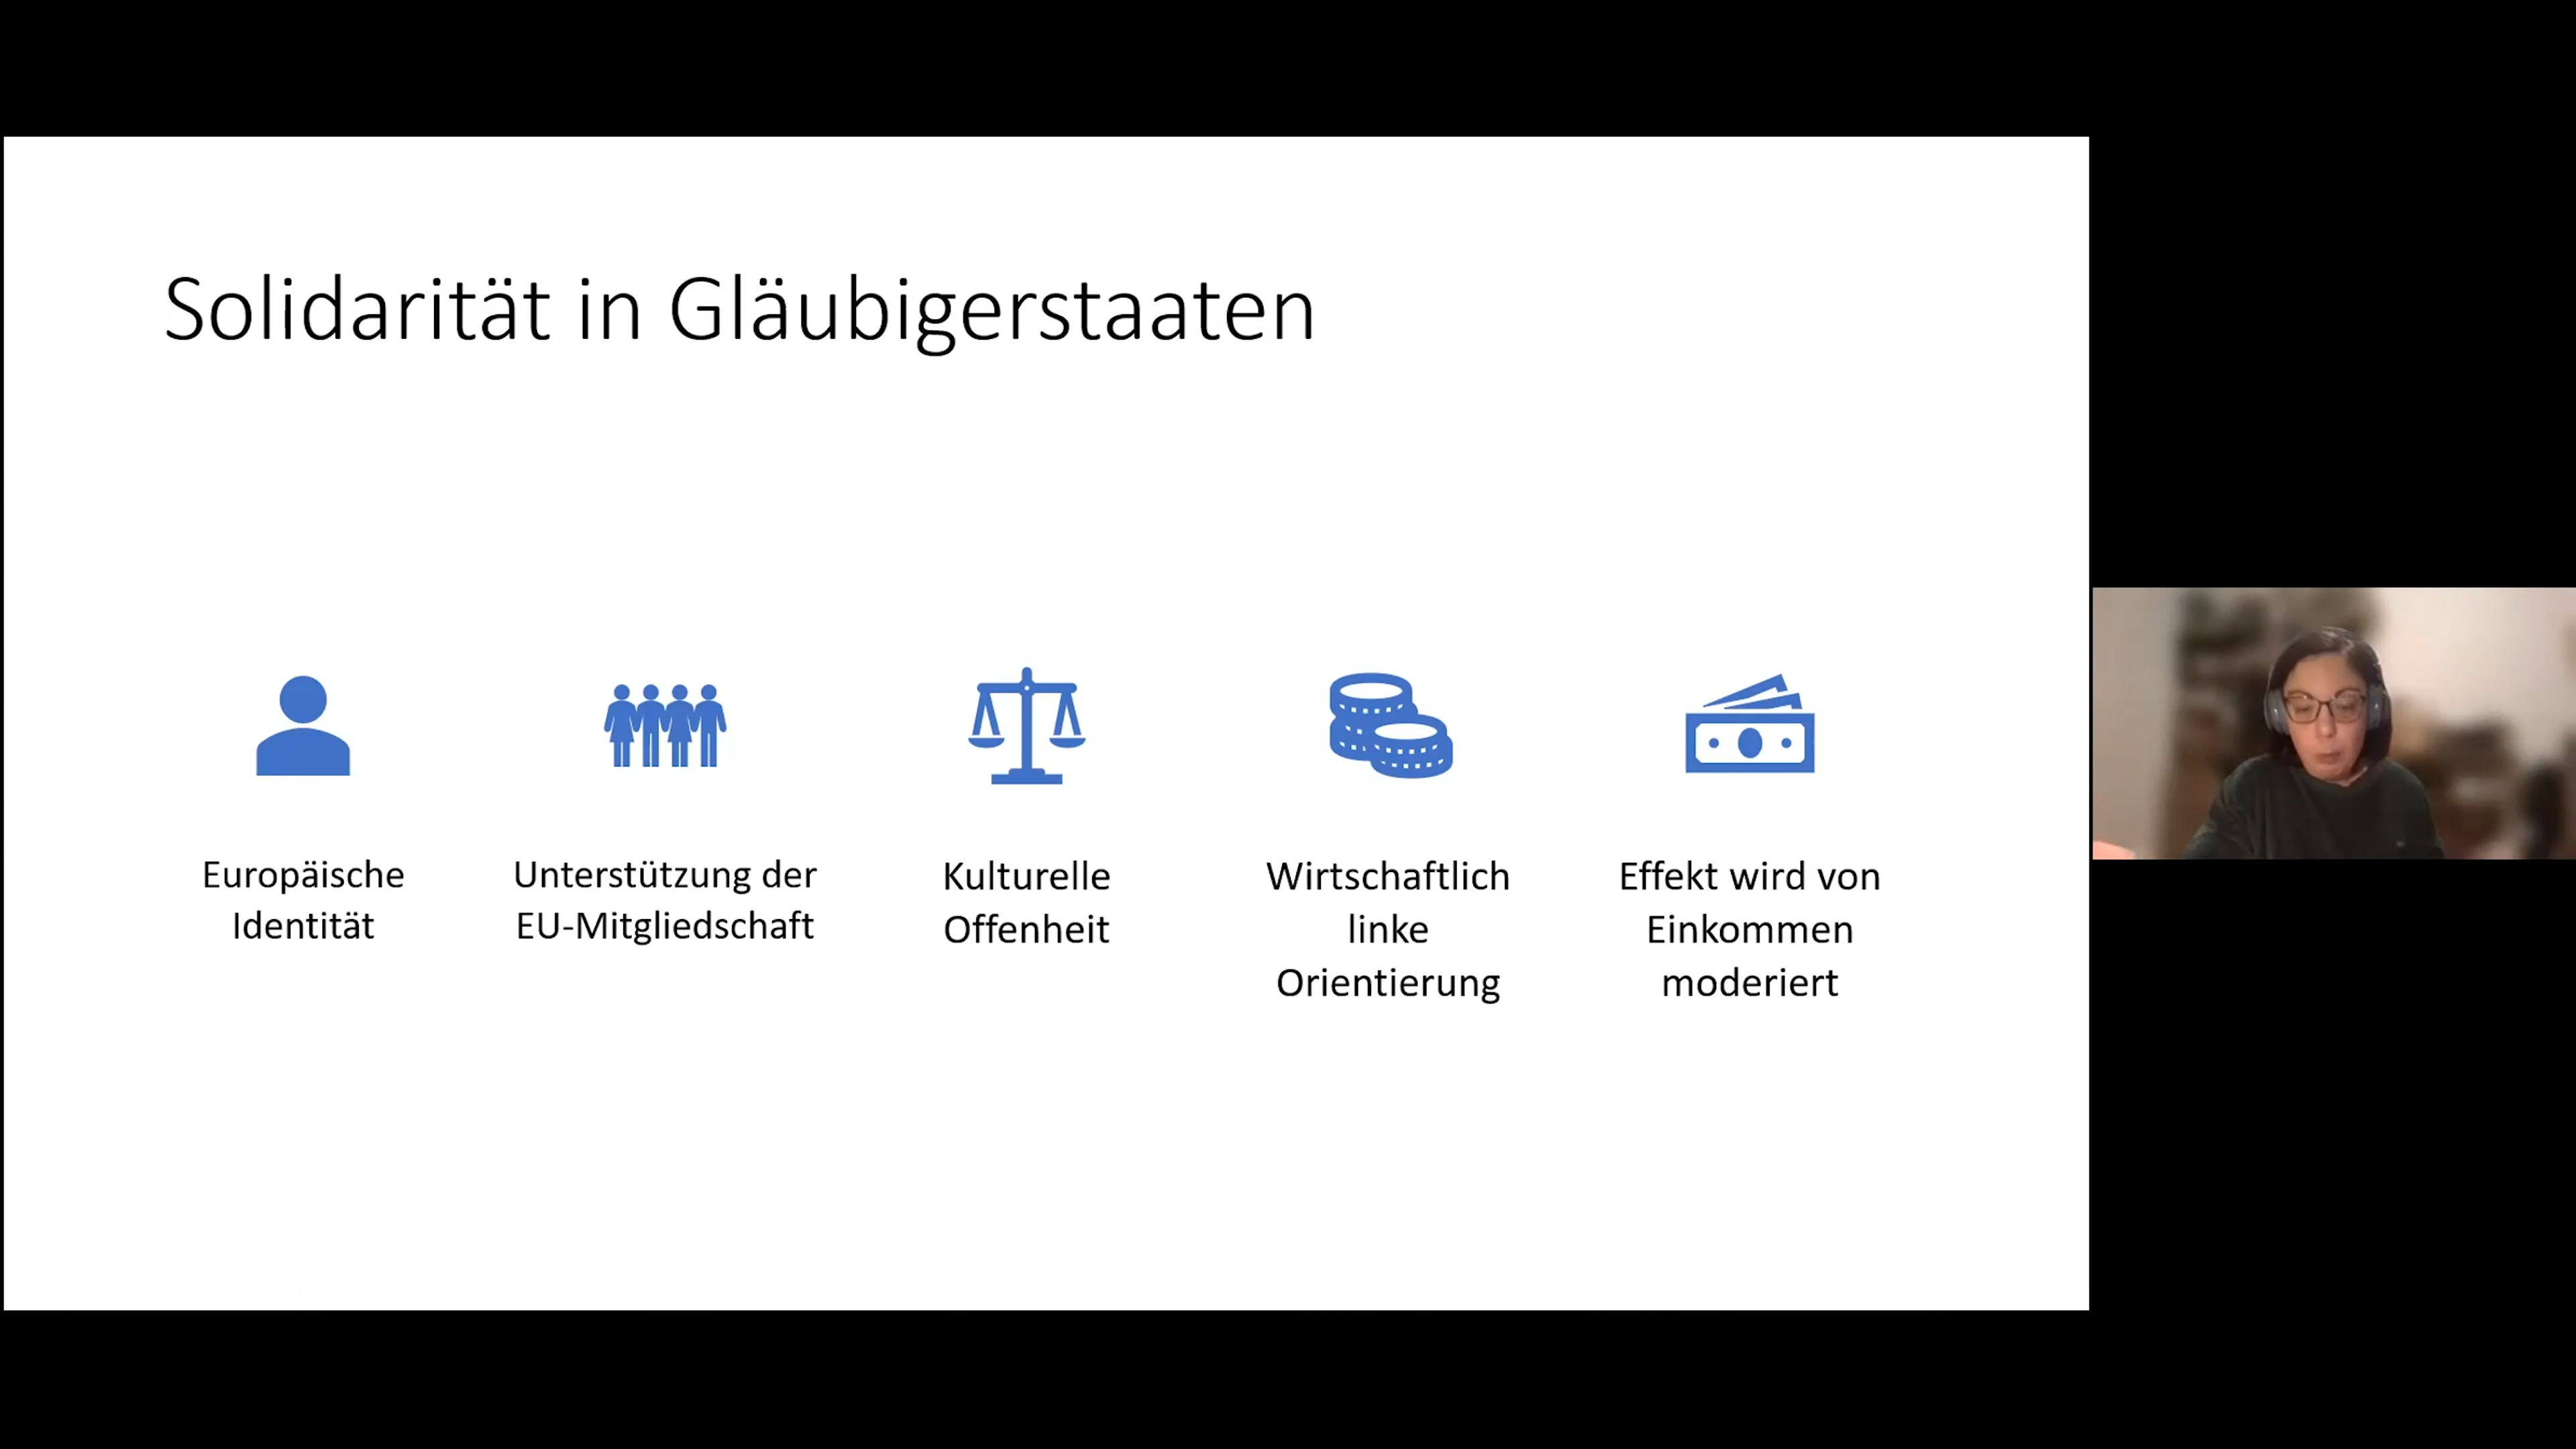 Solidarität in Gläubigerstaaten
Europäische
Identität
Unterstützung der
EU-Mitgliedschaft
Kulturelle
Offenheit
Wirtschaftlich
linke
Orientierung
Effekt wird von
Einkommen
moderiert